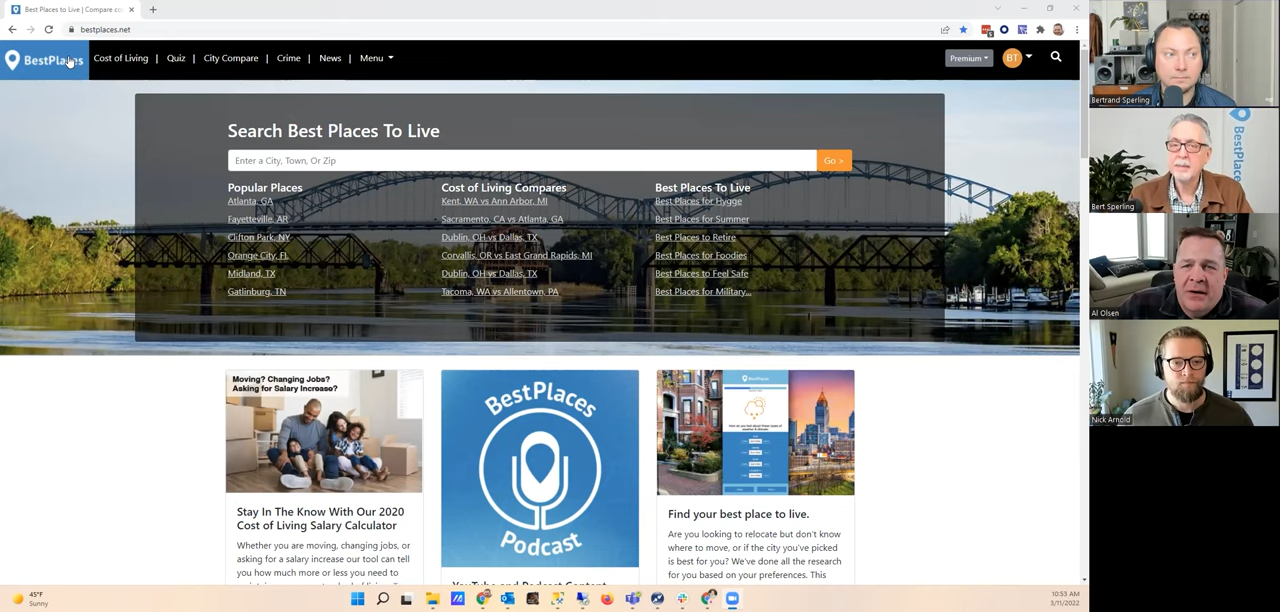 Best Places to Live | Compare co
bestplaces.net
BestPlaces
Cost of Living | Quiz | City Compare | Crime | News | Menu
Premium
BT
Search Best Places To Live
Enter a City, Town, Or Zip
Go >
Popular Places
Atlanta, GA
Fayetteville, AR
Clifton Park, NY
Orange City, FL
Midland, TX
Gatlinburg, TN
Cost of Living Compares
Kent, WA vs Ann Arbor, MI
Sacramento, CA vs Atlanta, GA
Dublin, OH vs Dallas, TX
Corvallis, OR vs East Grand Rapids, MI
Dublin, OH vs Dallas, TX
Tacoma, WA vs Allentown, PA
Best Places To Live
Best Places for Hygge
Best Places for Summer
Best Places to Retire
Best Places for Foodies
Best Places to Feel Safe
Best Places for Military...
Moving? Changing Jobs?
Asking for Salary Increase?
Stay In The Know With Our 2020
Cost of Living Salary Calculator
Whether you are moving, changing jobs, or
asking for a salary increase our tool can tell
you how much more or less you need to
BestPlaces
Podcast
YouTube and Podcast Content
BestPlaces
Find your best place to live.
Are you looking to relocate but don't know
where to move, or if the city you've picked
is best for you? We've done all the research
for you based on your preferences. This
Bertrand Sperling
BestPlaces
Bert Sperling
Al Olsen
Nick Arnold
45°F
Sunny
10:53 AM
3/11/2022